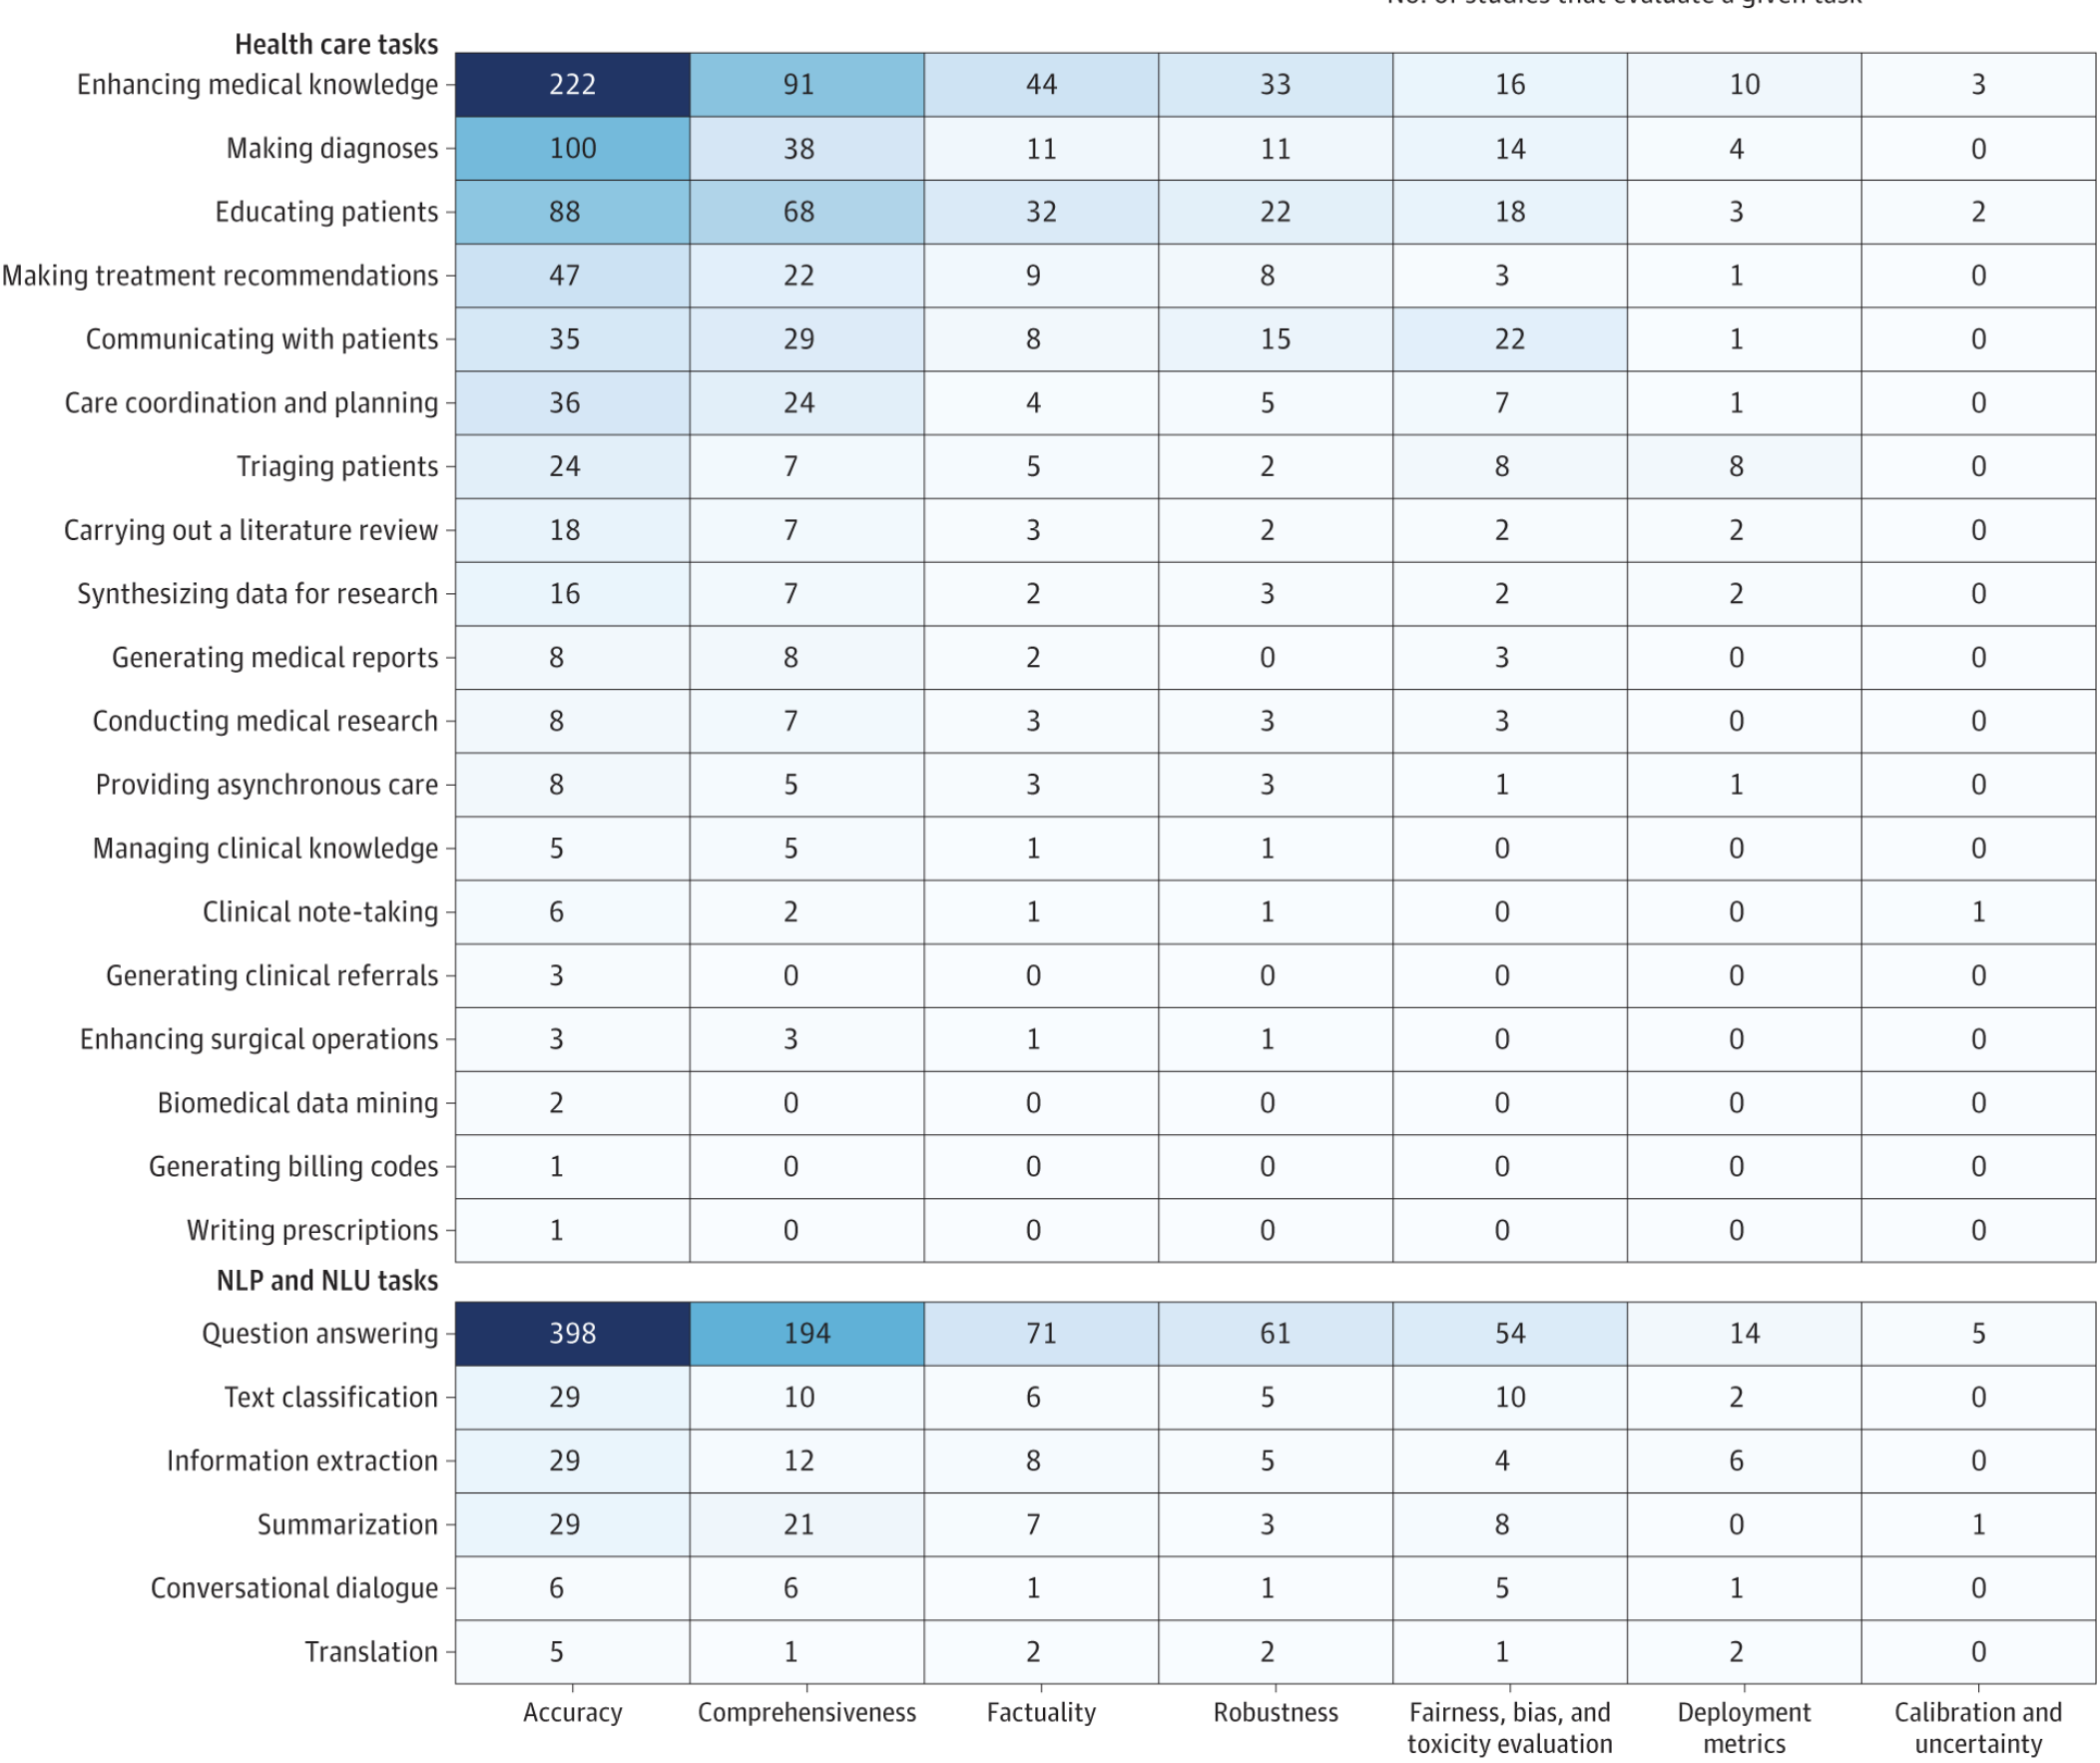 No. of studies that evaluate a given task
Health care tasks
Enhancing medical knowledge 222 91 44 33 16 10 3
Making diagnoses 100 38 11 11 14 4 0
Educating patients 88 68 32 22 18 3 2
Making treatment recommendations 47 22 9 8 3 1 0
Communicating with patients 35 29 8 15 22 1 0
Care coordination and planning 36 24 4 5 7 1 0
Triaging patients 24 7 5 2 8 8 0
Carrying out a literature review 18 7 3 2 2 2 0
Synthesizing data for research 16 7 2 3 2 2 0
Generating medical reports 8 8 2 0 3 0 0
Conducting medical research 8 7 3 3 3 0 0
Providing asynchronous care 8 5 3 3 1 1 0
Managing clinical knowledge 5 5 1 1 0 0 0
Clinical note-taking 6 2 1 1 0 0 1
Generating clinical referrals 3 0 0 0 0 0 0
Enhancing surgical operations 3 3 1 1 0 0 0
Biomedical data mining 2 0 0 0 0 0 0
Generating billing codes 1 0 0 0 0 0 0
Writing prescriptions 1 0 0 0 0 0 0
NLP and NLU tasks
Question answering 398 194 71 61 54 14 5
Text classification 29 10 6 5 10 2 0
Information extraction 29 12 8 5 4 6 0
Summarization 29 21 7 3 8 0 1
Conversational dialogue 6 6 1 1 5 1 0
Translation 5 1 2 2 1 2 0
Accuracy Comprehensiveness Factuality Robustness Fairness, bias, and Deployment Calibration and
toxicity evaluation metrics uncertainty